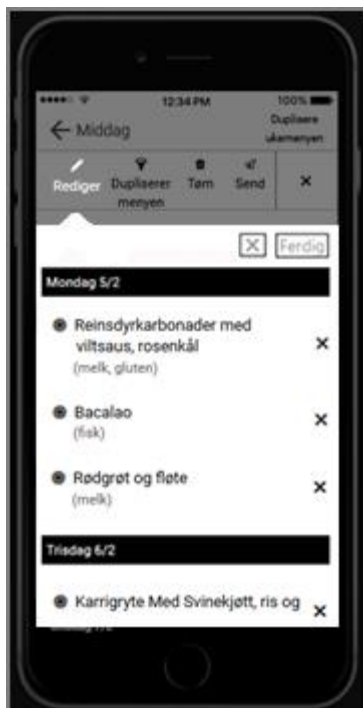 12:34 PM 100%
Duplisere
← Middag ukemenyen
Rediger Dupliserer Tøm Send ×
menyen
X Ferdig
Mondag 5/2
Reinsdyrkarbonader med ×
viltsaus, rosenkål
(melk, gluten)
Bacalao ×
(fisk)
Rødgrøt og fløte ×
(melk)
Trisdag 6/2
Karrigryte Med Svinekjøtt, ris og ×